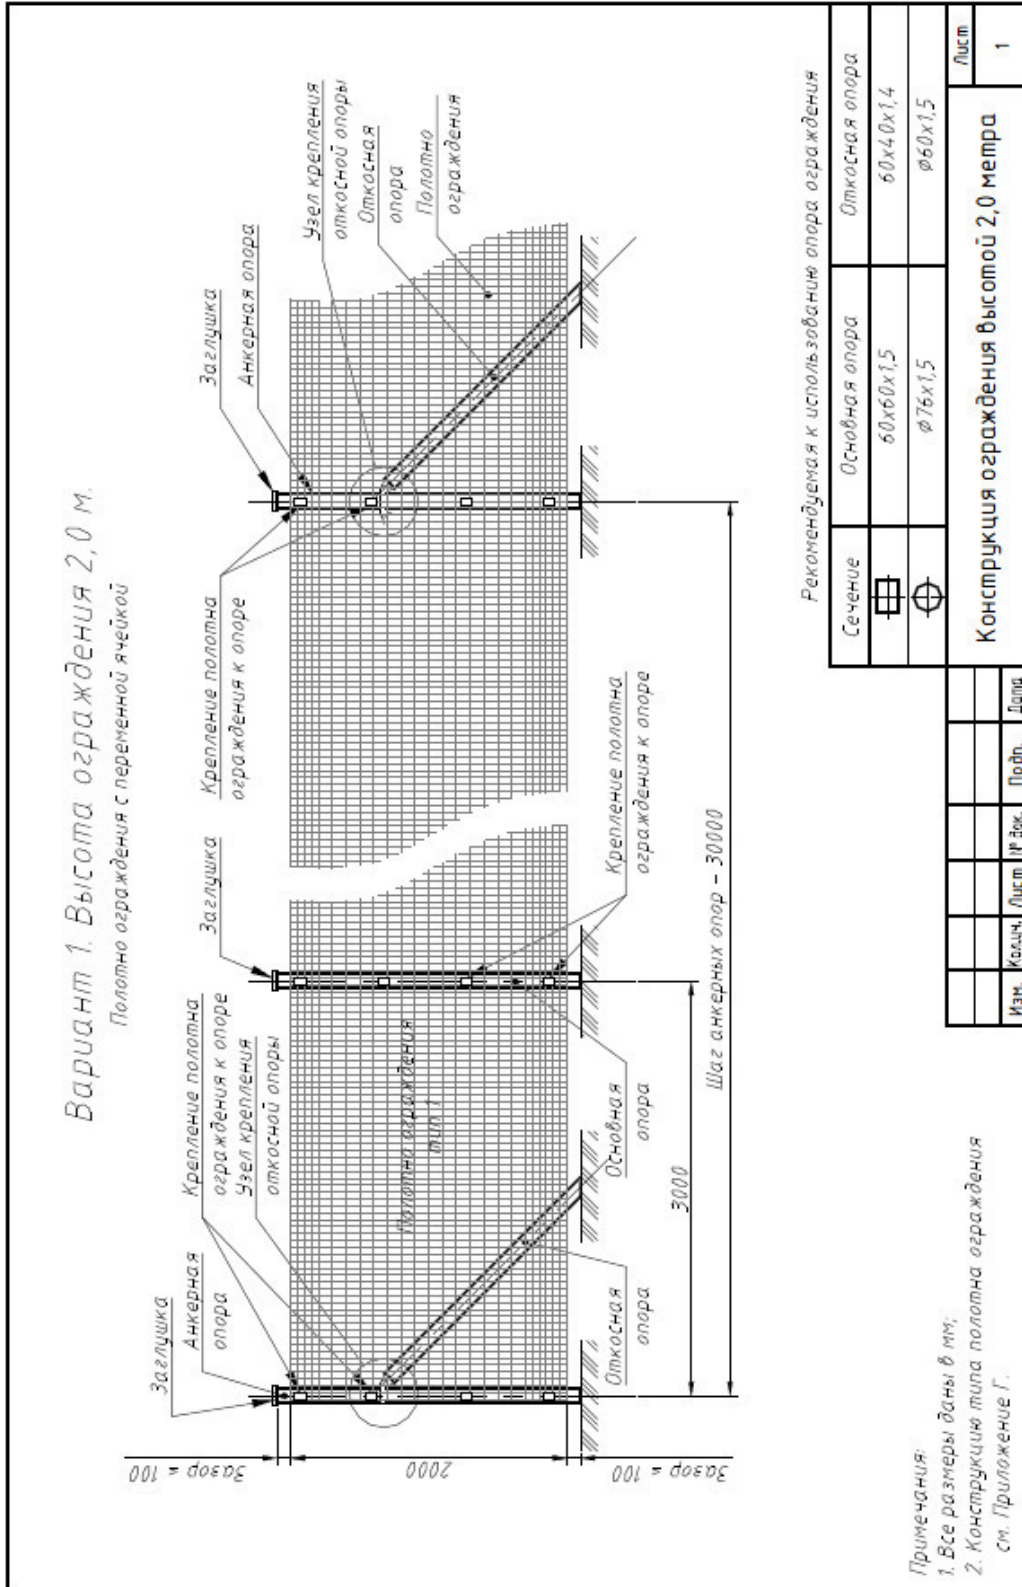 Вариант 1. Высота ограждения 2,0 м.
Полотно ограждения с переменной ячейкой
Заглушка
Анкерная
опора
Крепление полотна
ограждения к опоре
Узел крепления
откосной опоры
Заглушка
Крепление полотна
ограждения к опоре
Заглушка
Анкерная опора
Узел крепления
откосной опоры
Откосная
опора
Полотно
ограждения
Зазор ≤ 100
2000
Зазор ≤ 100
Полотно ограждения
тип 1
Откосная
опора
Основная
опора
Крепление полотна
ограждения к опоре
3000
Шаг анкерных опор – 30000
Рекомендуемая к использованию опора ограждения
Сечение Основная опора Откосная опора
60х60х1,5 60х40х1,4
ø76х1,5 ø60х1,5
Примечания:
1. Все размеры даны в мм;
2. Конструкцию типа полотна ограждения
см. Приложение Г.
Изм. Кол.уч. Лист № док. Подп. Дата
Конструкция ограждения высотой 2,0 метра
Лист
1